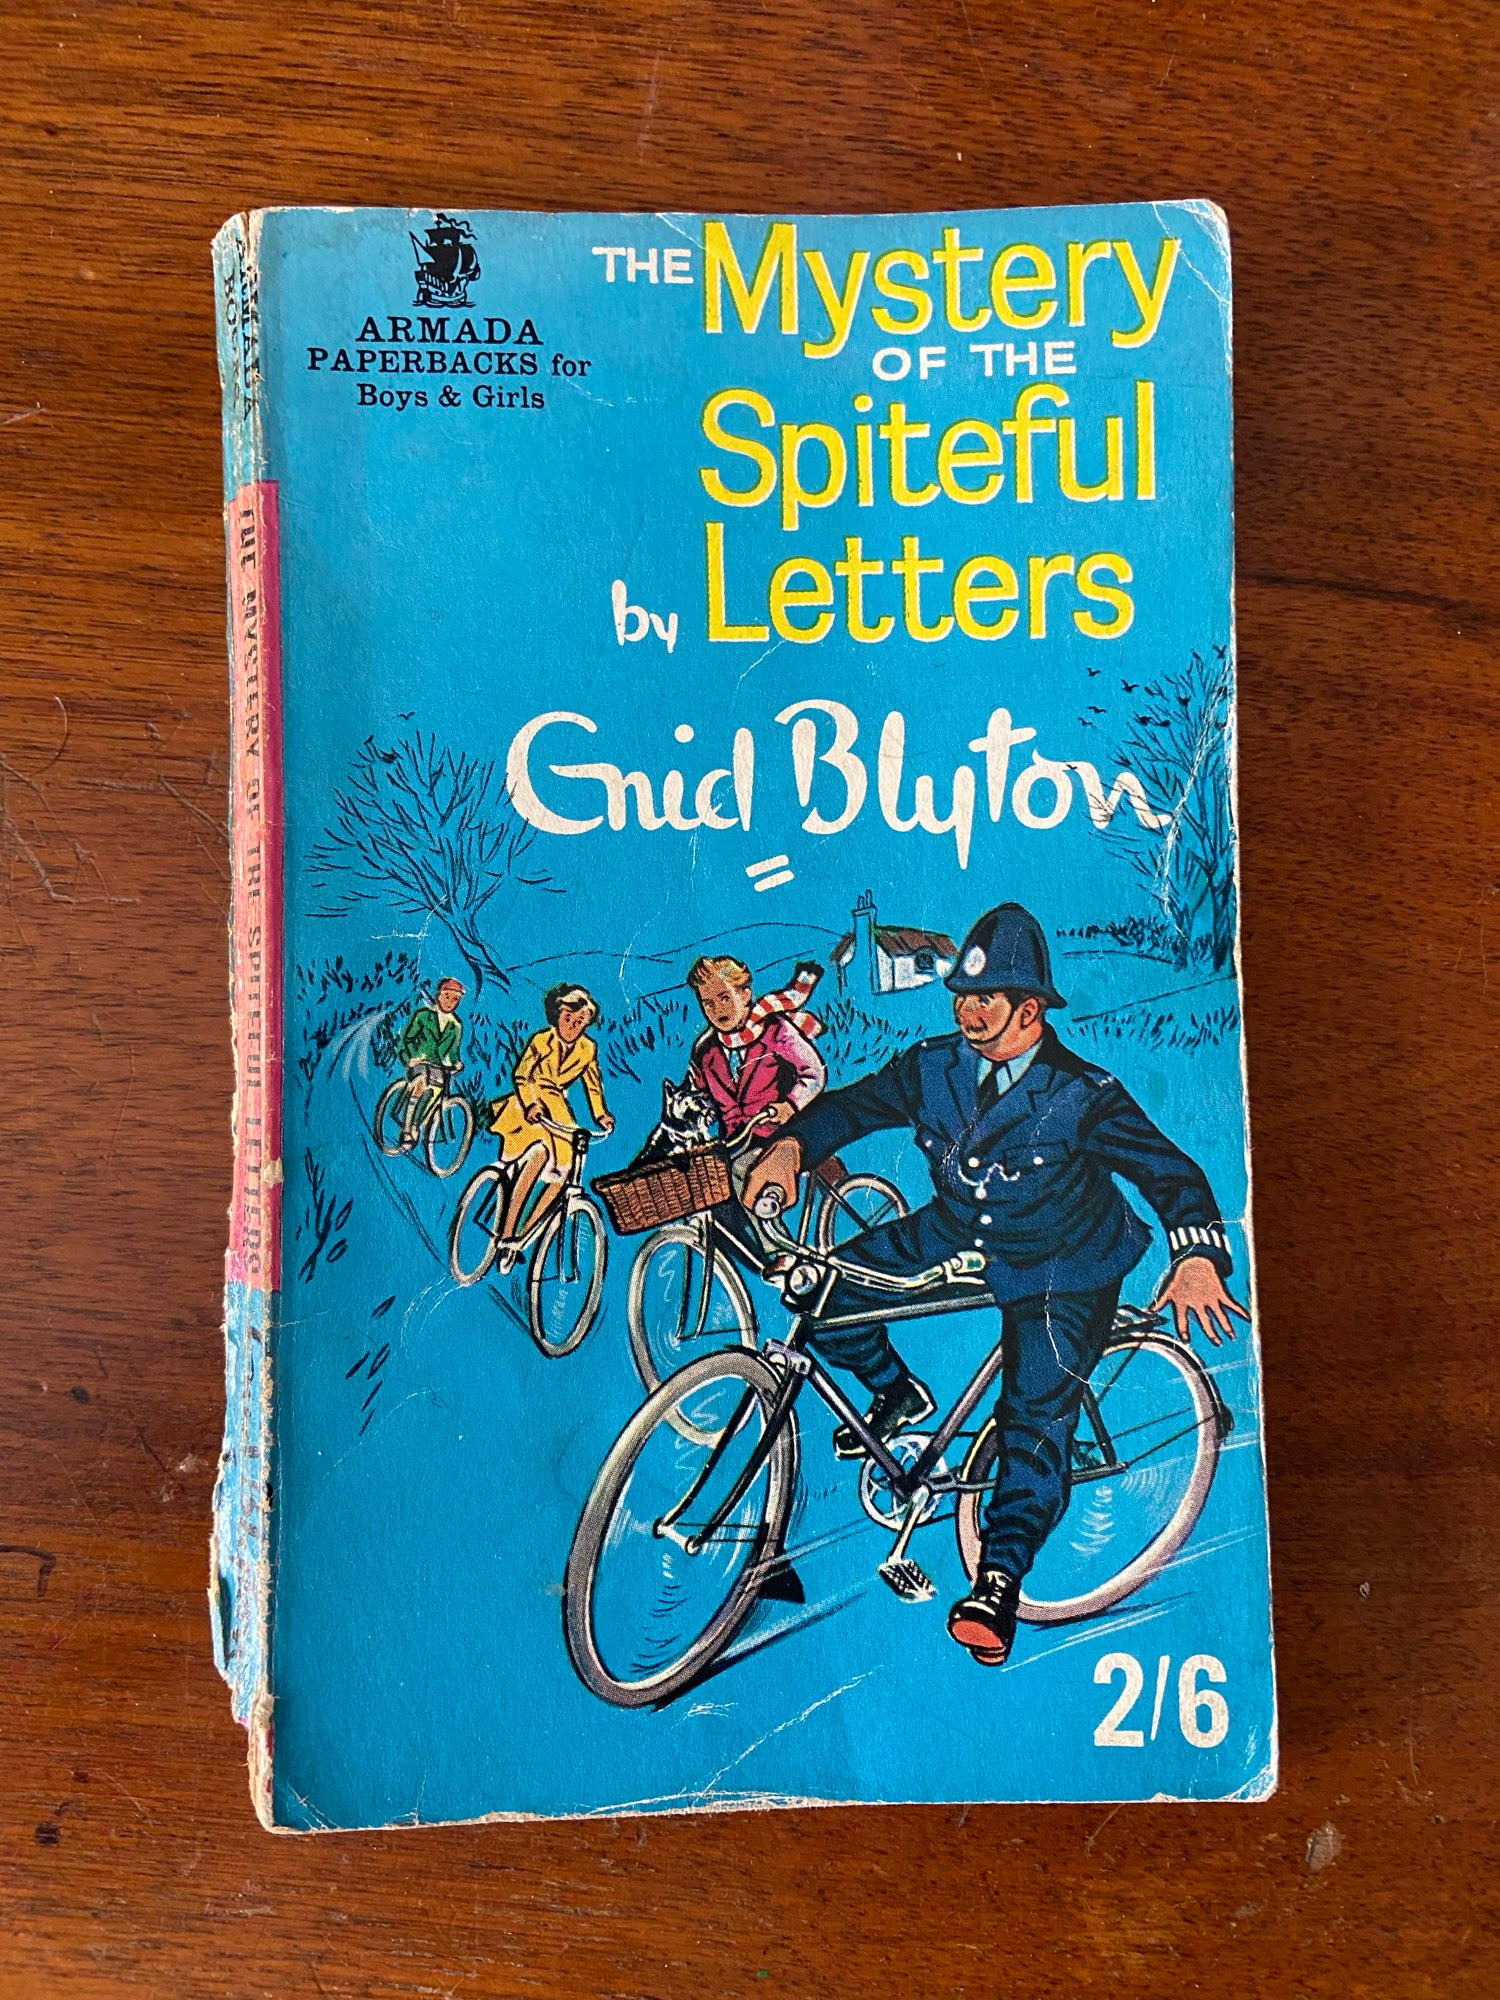 ARMADA
PAPERBACKS for
Boys & Girls
THE Mystery
OF THE
Spiteful
by Letters
Enid Blyton
2/6
THE MYSTERY OF THE SPITEFUL LETTERS